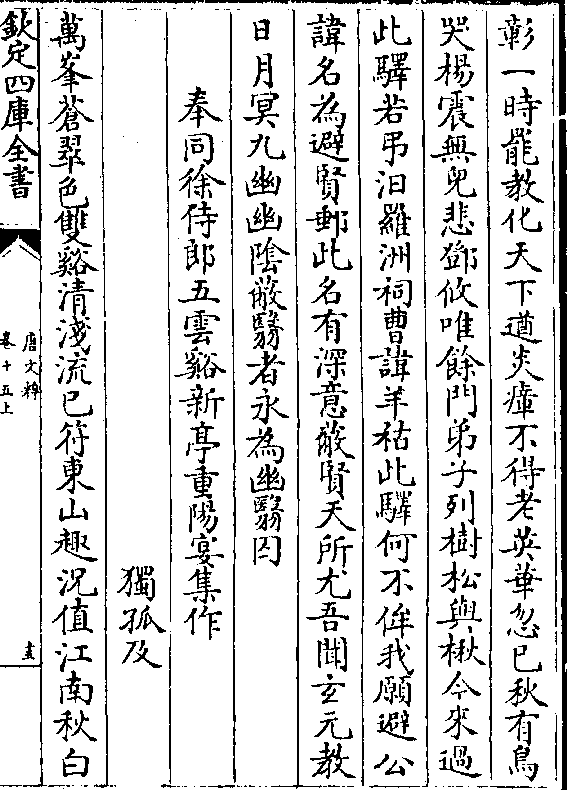 彰一時罷教化天下遒炎瘴不得老英華忽已秋有鳥
哭楊震無兒悲鄧攸唯餘門弟子列樹松與楸今來過
此驛若弔汨羅洲祠曹諱羊祜此驛何不侔我願避公
諱名為避賢郵此名有深意蔽賢天所尤吾聞玄元教
日月冥九幽幽陰蔽翳者永為幽翳囚
奉同徐侍郎五雲谿新亭重陽宴集作
獨孤及
萬峯蒼翠色雙谿清淺流已符東山趣況值江南秋白
欽定四庫全書
唐文粹
卷十五上